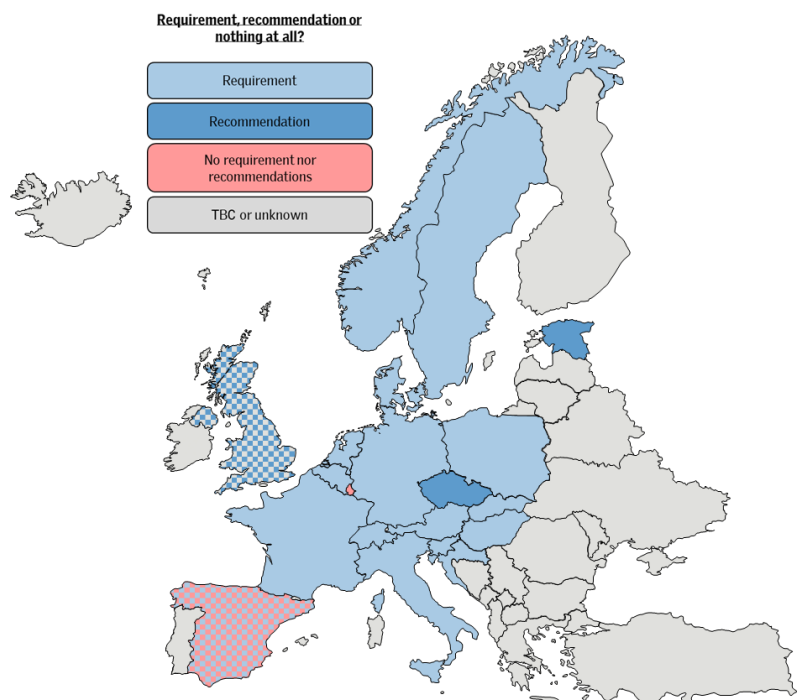 Requirement, recommendation or
nothing at all?
Requirement
Recommendation
No requirement nor
recommendations
TBC or unknown